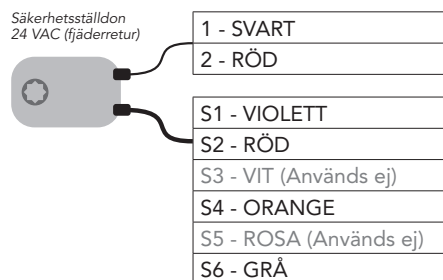 Säkerhetsställdon
24 VAC (fjäderretur)
1 - SVART
2 - RÖD
S1 - VIOLETT
S2 - RÖD
S3 - VIT (Används ej)
S4 - ORANGE
S5 - ROSA (Används ej)
S6 - GRÅ